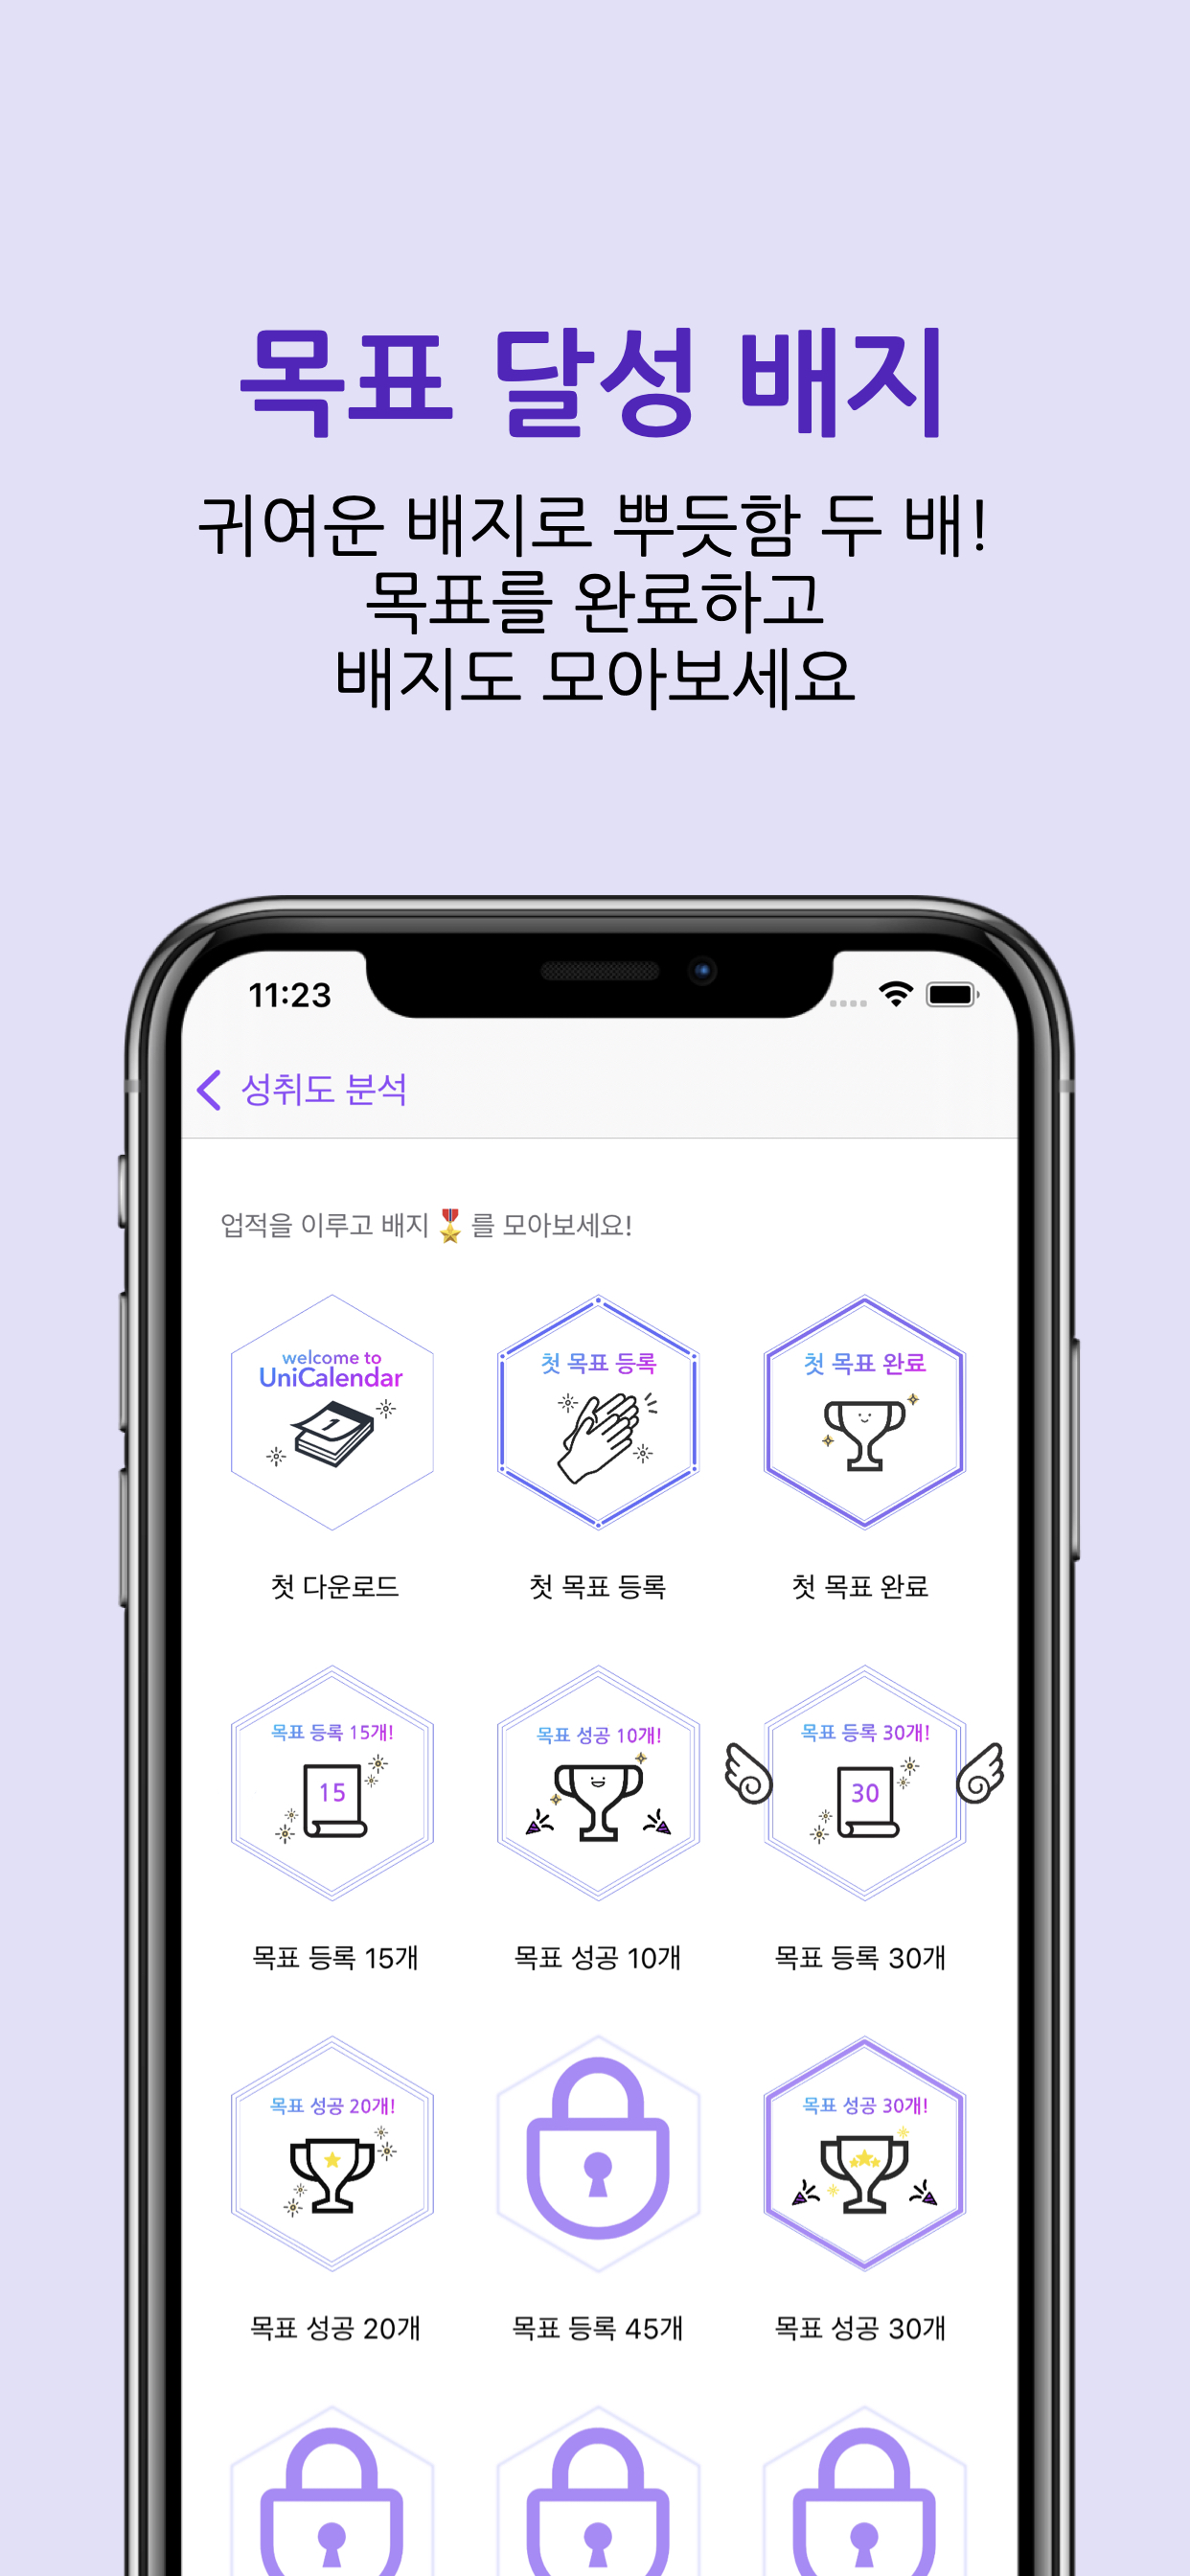 목표 달성 배지
귀여운 배지로 뿌듯함 두 배!
목표를 완료하고
배지도 모아보세요
11:23
성취도 분석
업적을 이루고 배지🎖️를 모아보세요!
welcome to
UniCalendar
1
첫 다운로드
첫 목표 등록
첫 목표 등록
첫 목표 완료
첫 목표 완료
목표 등록 15개!
15
목표 등록 15개
목표 성공 10개!
목표 성공 10개
목표 등록 30개!
30
목표 등록 30개
목표 성공 20개!
목표 성공 20개
목표 등록 45개
목표 성공 30개!
목표 성공 30개